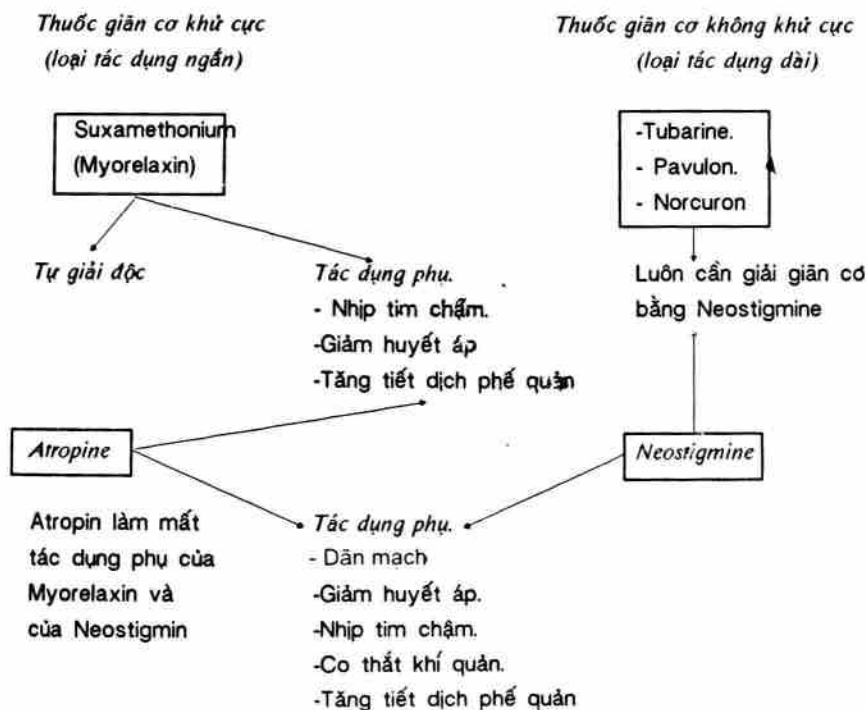 Thuốc giãn cơ khử cực
(loại tác dụng ngắn)
Thuốc giãn cơ không khử cực
(loại tác dụng dài)
Suxamethonium
(Myorelaxin)
-Tubarine.
- Pavulon.
- Norcuron
Tự giải độc
Tác dụng phụ.
- Nhịp tim chậm.
-Giảm huyết áp
-Tăng tiết dịch phế quản
Luôn cần giải giãn cơ
bằng Neostigmine
Atropine
Neostigmine
Atropin làm mất
tác dụng phụ của
Myorelaxin và
của Neostigmin
Tác dụng phụ.
- Dãn mạch
-Giảm huyết áp.
-Nhịp tim chậm.
-Co thắt khí quản.
-Tăng tiết dịch phế quản